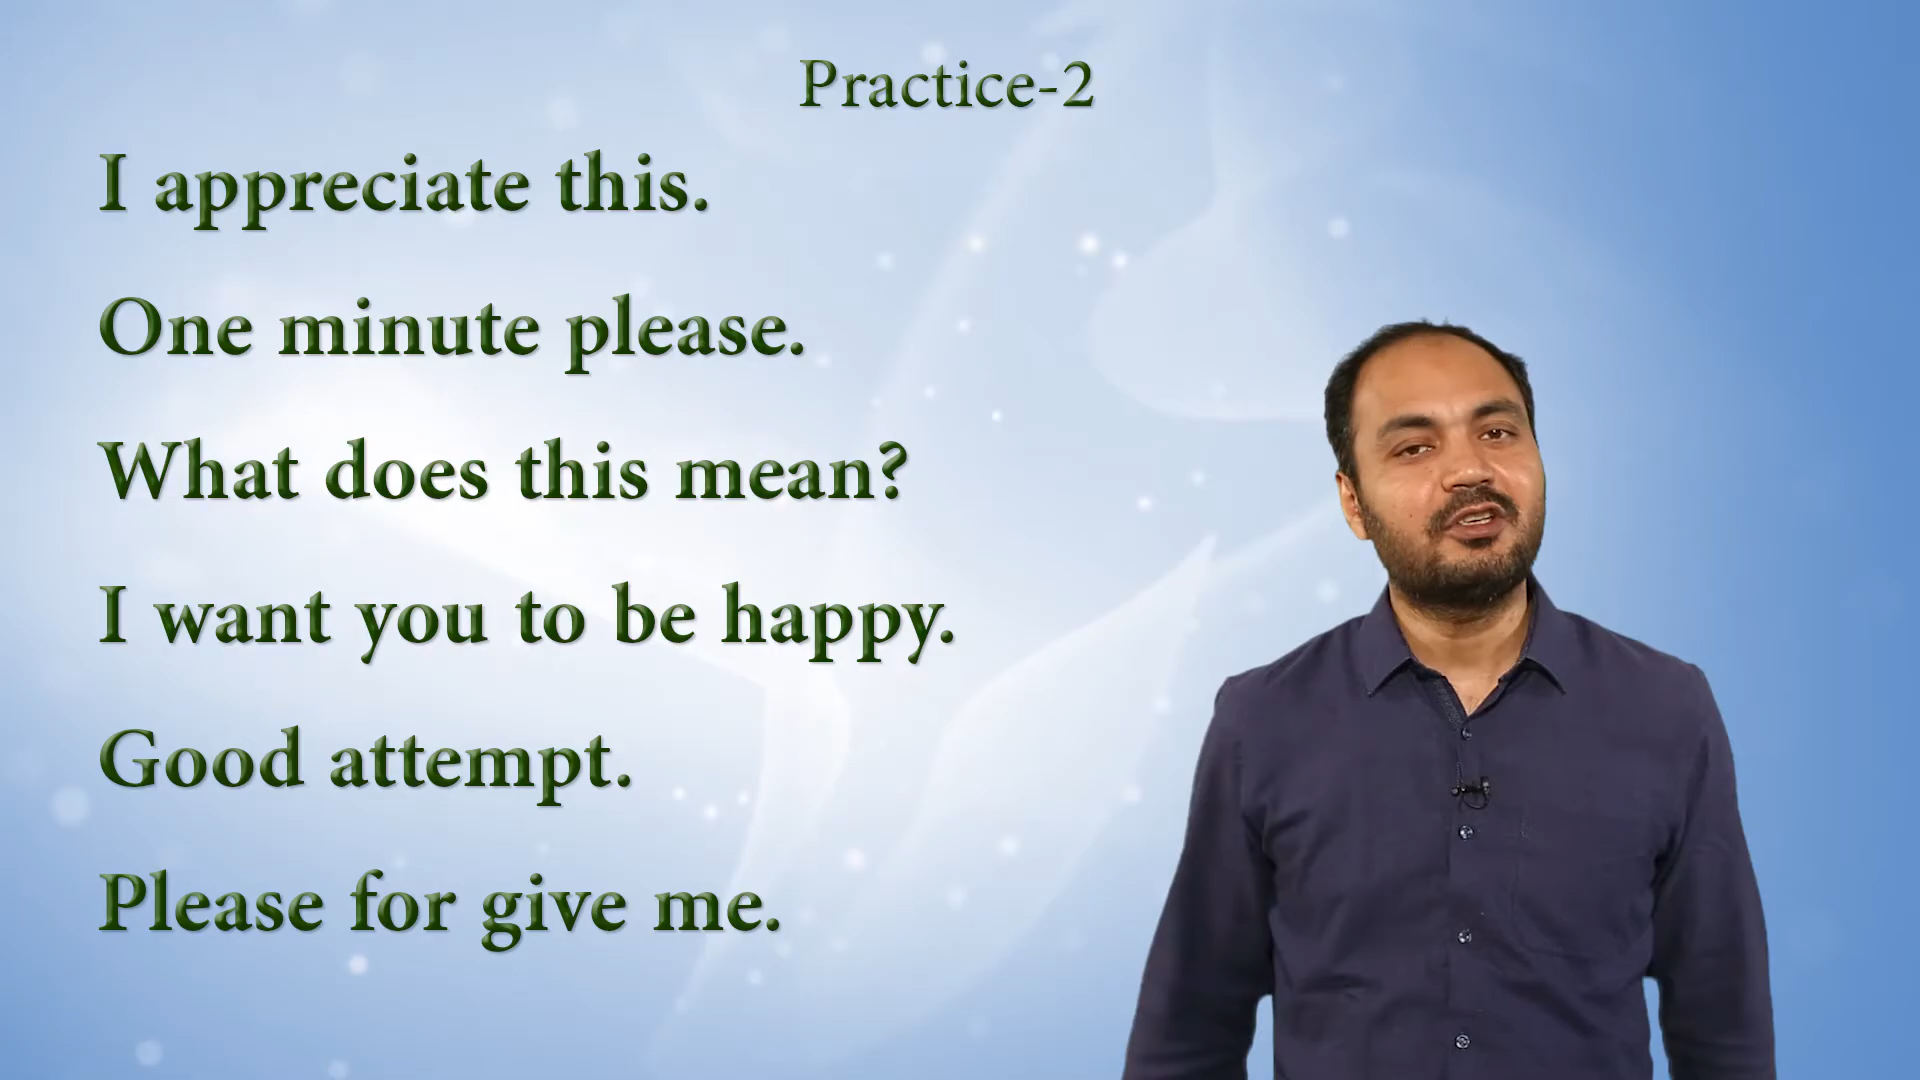 Practice-2
I appreciate this.
One minute please.
What does this mean?
I want you to be happy.
Good attempt.
Please for give me.